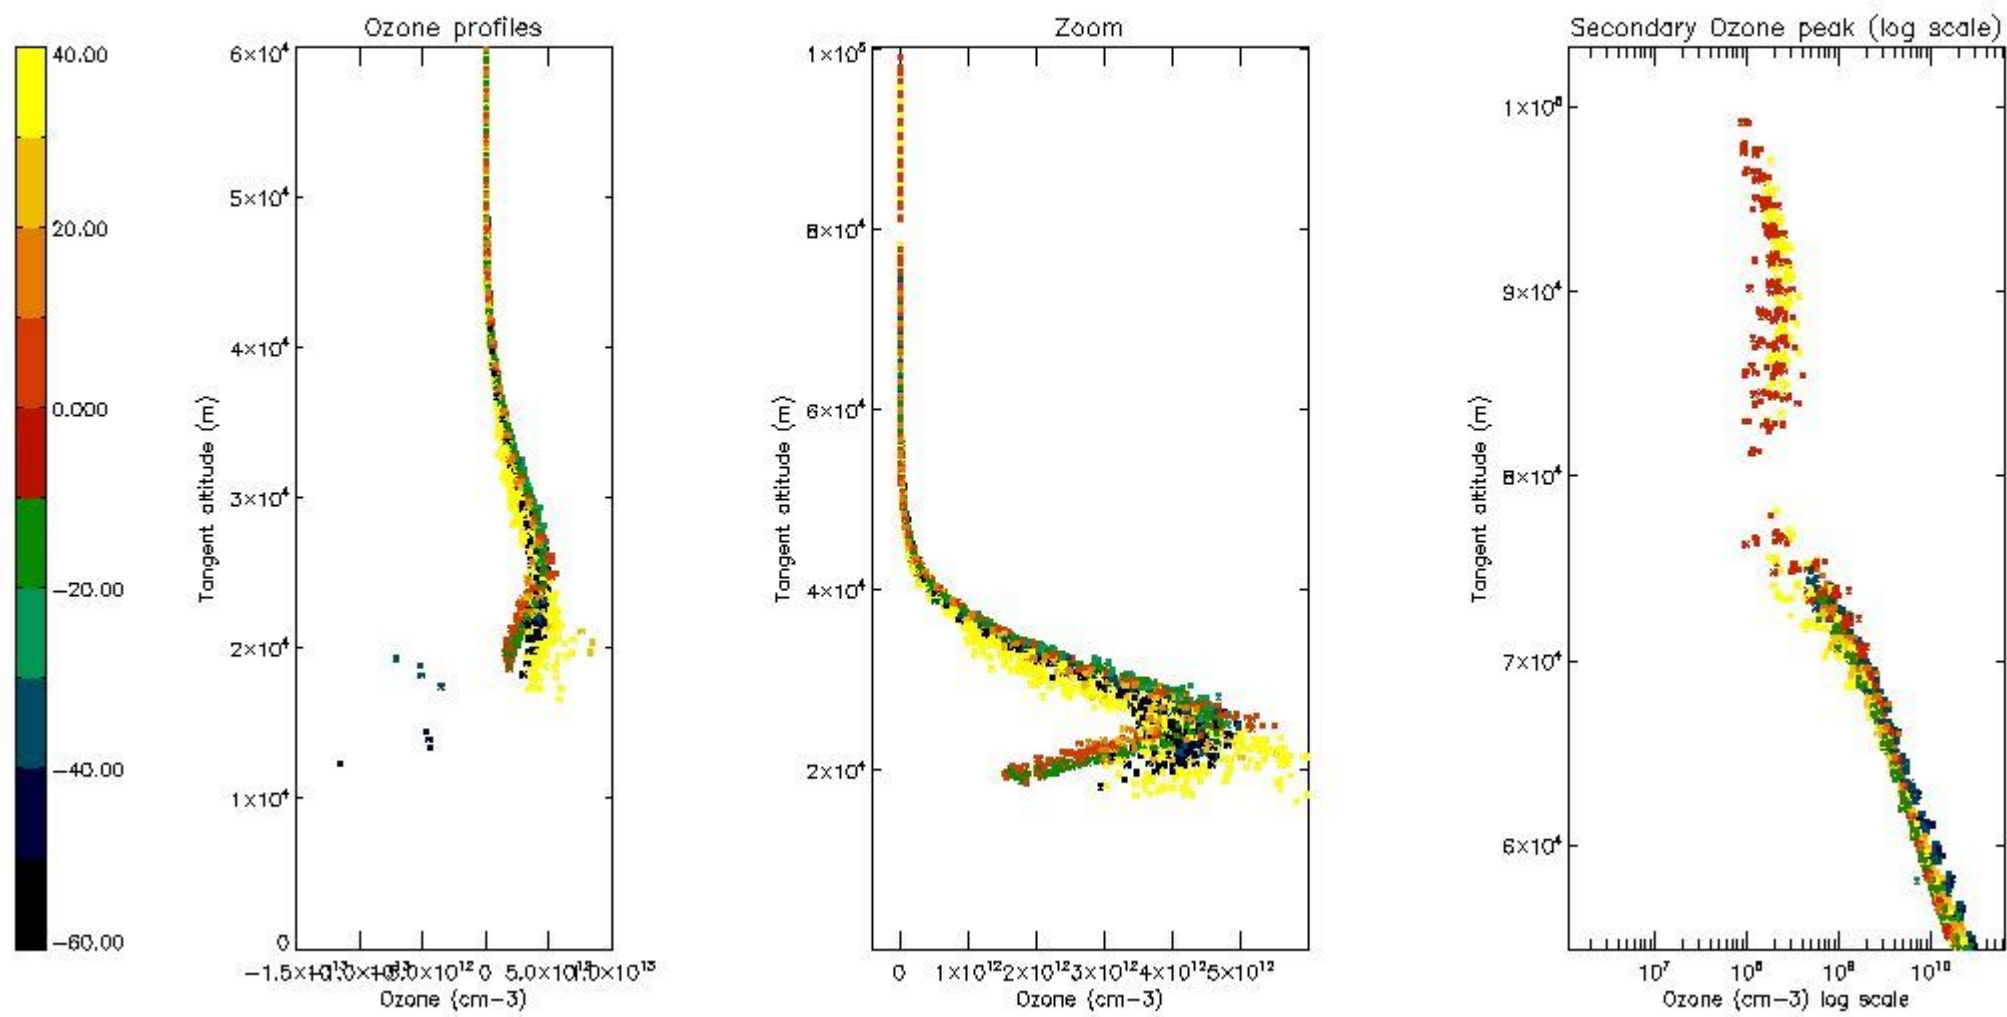 Ozone profiles
Zoom
Secondary Ozone peak (log scale)
40.00
20.00
0.000
−20.00
−40.00
−60.00
6×10⁴
5×10⁴
4×10⁴
3×10⁴
2×10⁴
1×10⁴
0
Tangent altitude (m)
5.0×10¹²
0
Ozone (cm−3)
1×10⁵
8×10⁴
6×10⁴
4×10⁴
2×10⁴
Tangent altitude (m)
0 1×10¹² 2×10¹² 3×10¹² 4×10¹² 5×10¹²
Ozone (cm−3)
9×10⁴
8×10⁴
7×10⁴
6×10⁴
Tangent altitude (m)
10⁷ 10⁸ 10⁹ 10¹⁰
Ozone (cm−3) log scale